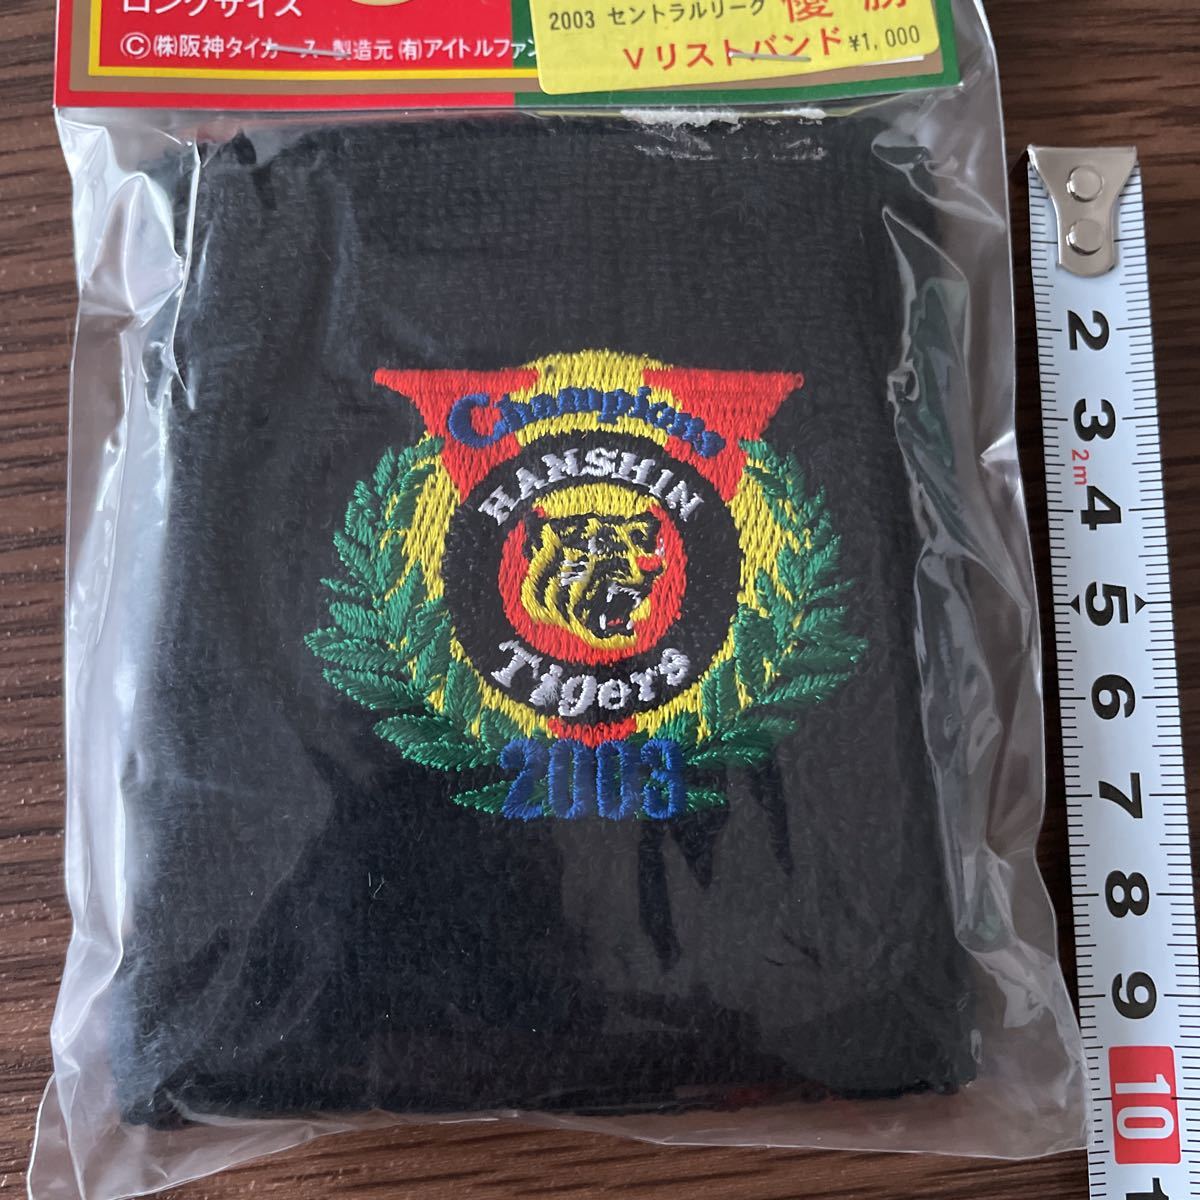 ロングサイズ
©㈱阪神タイガース 製造元㈲アイトルファン
2003 セントラルリーグ 優勝
Vリストバンド ¥1,000
Champions
HANSHIN
Tigers
2003
2
3
2m
4
5
6
7
8
9
10